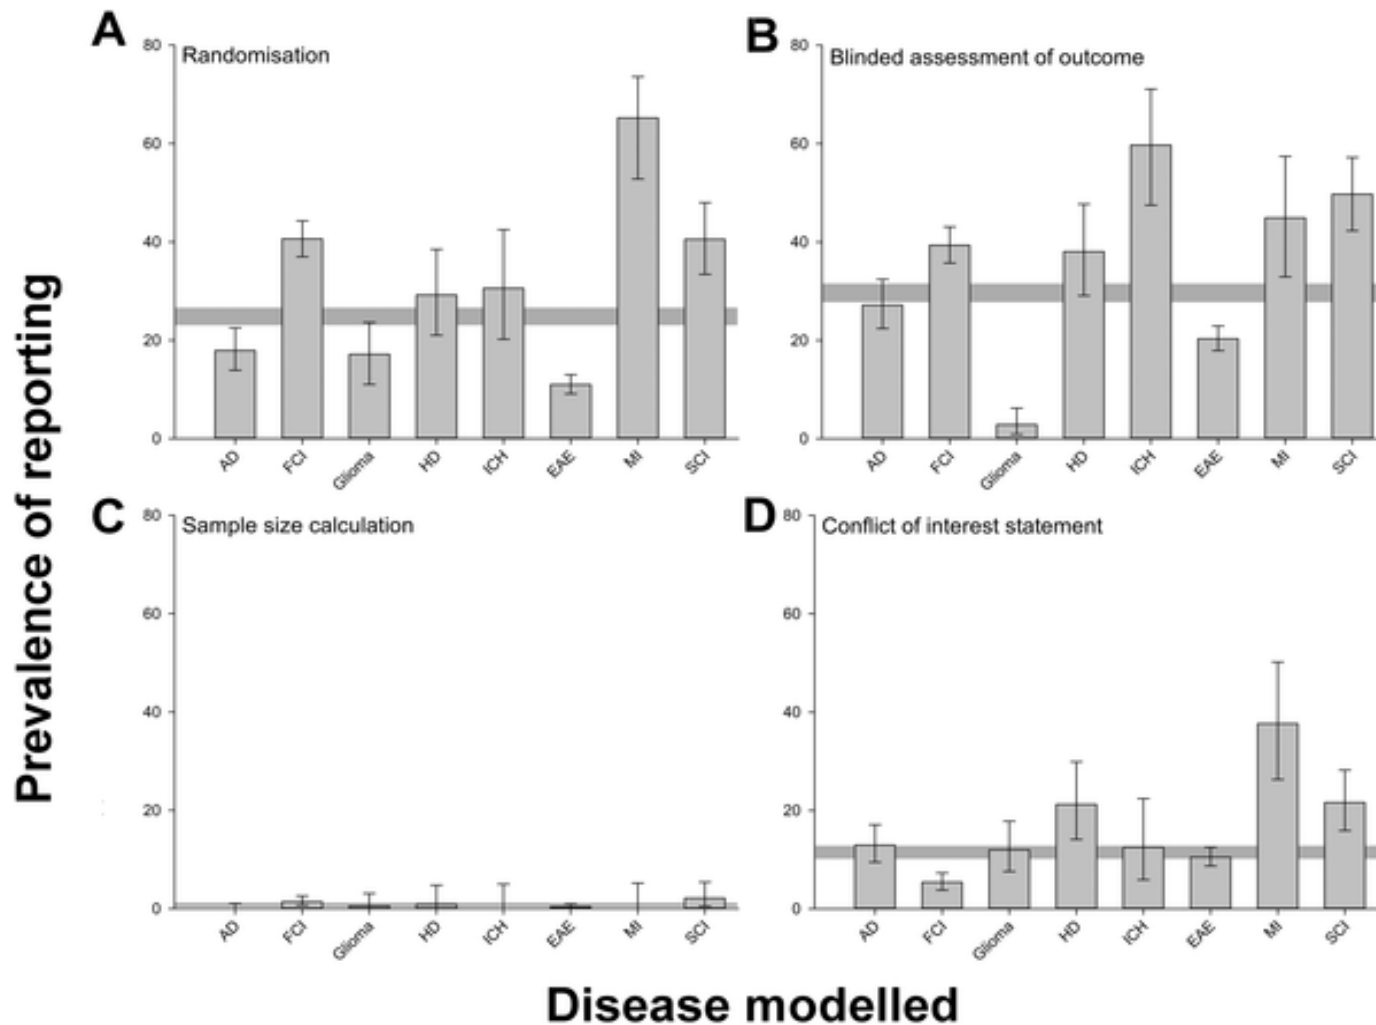 Prevalence of reporting
A
Randomisation
80
60
40
20
0
AD FCI Glioma HD ICH EAE MI SCI
B
Blinded assessment of outcome
80
60
40
20
0
AD FCI Glioma HD ICH EAE MI SCI
C
Sample size calculation
80
60
40
20
0
AD FCI Glioma HD ICH EAE MI SCI
D
Conflict of interest statement
80
60
40
20
0
AD FCI Glioma HD ICH EAE MI SCI
Disease modelled